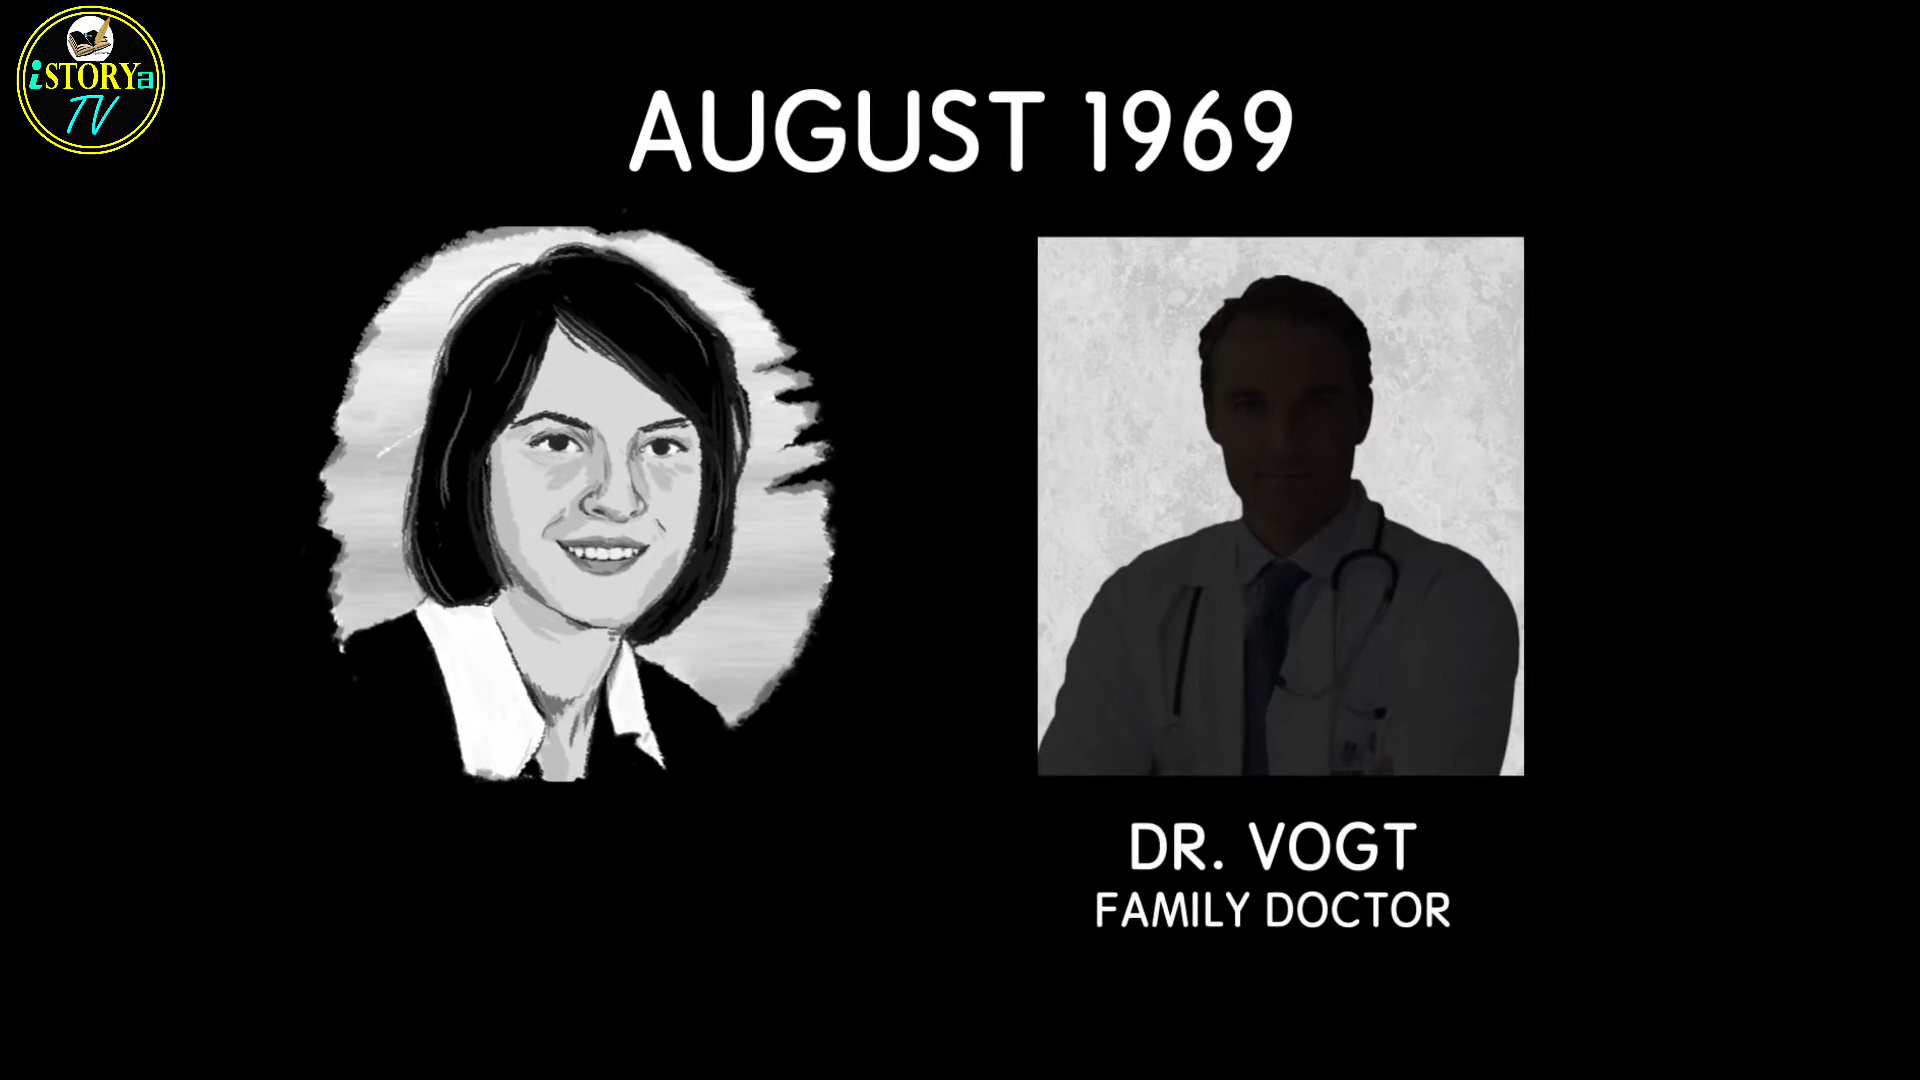 iSTORYa
TV
AUGUST 1969
DR. VOGT
FAMILY DOCTOR